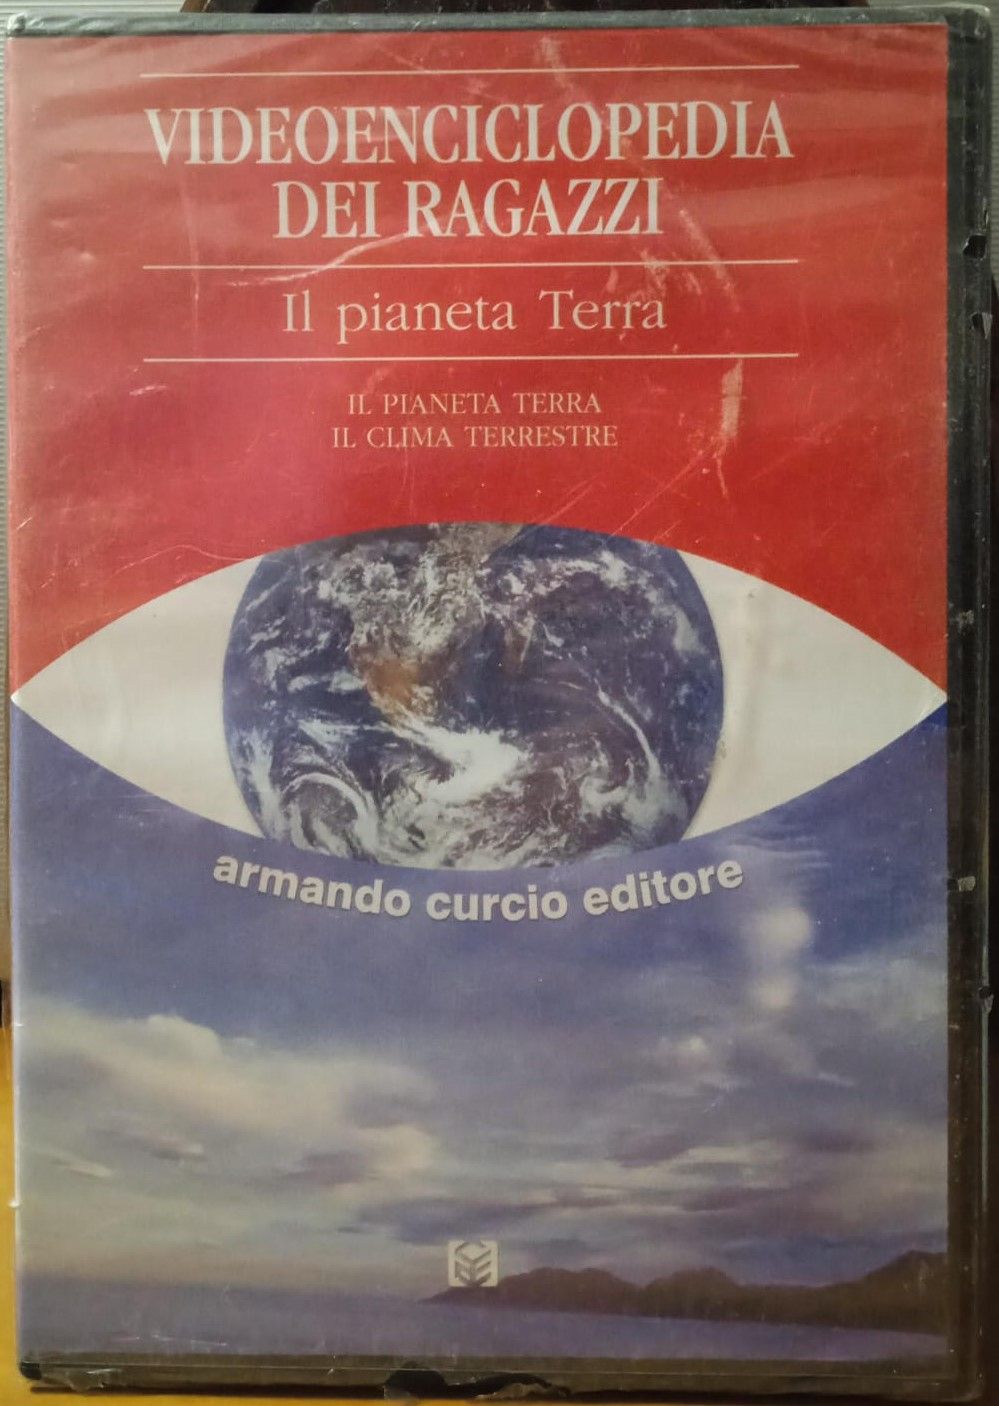 VIDEOENCICLOPEDIA
DEI RAGAZZI
Il pianeta Terra
IL PIANETA TERRA
IL CLIMA TERRESTRE
armando curcio editore